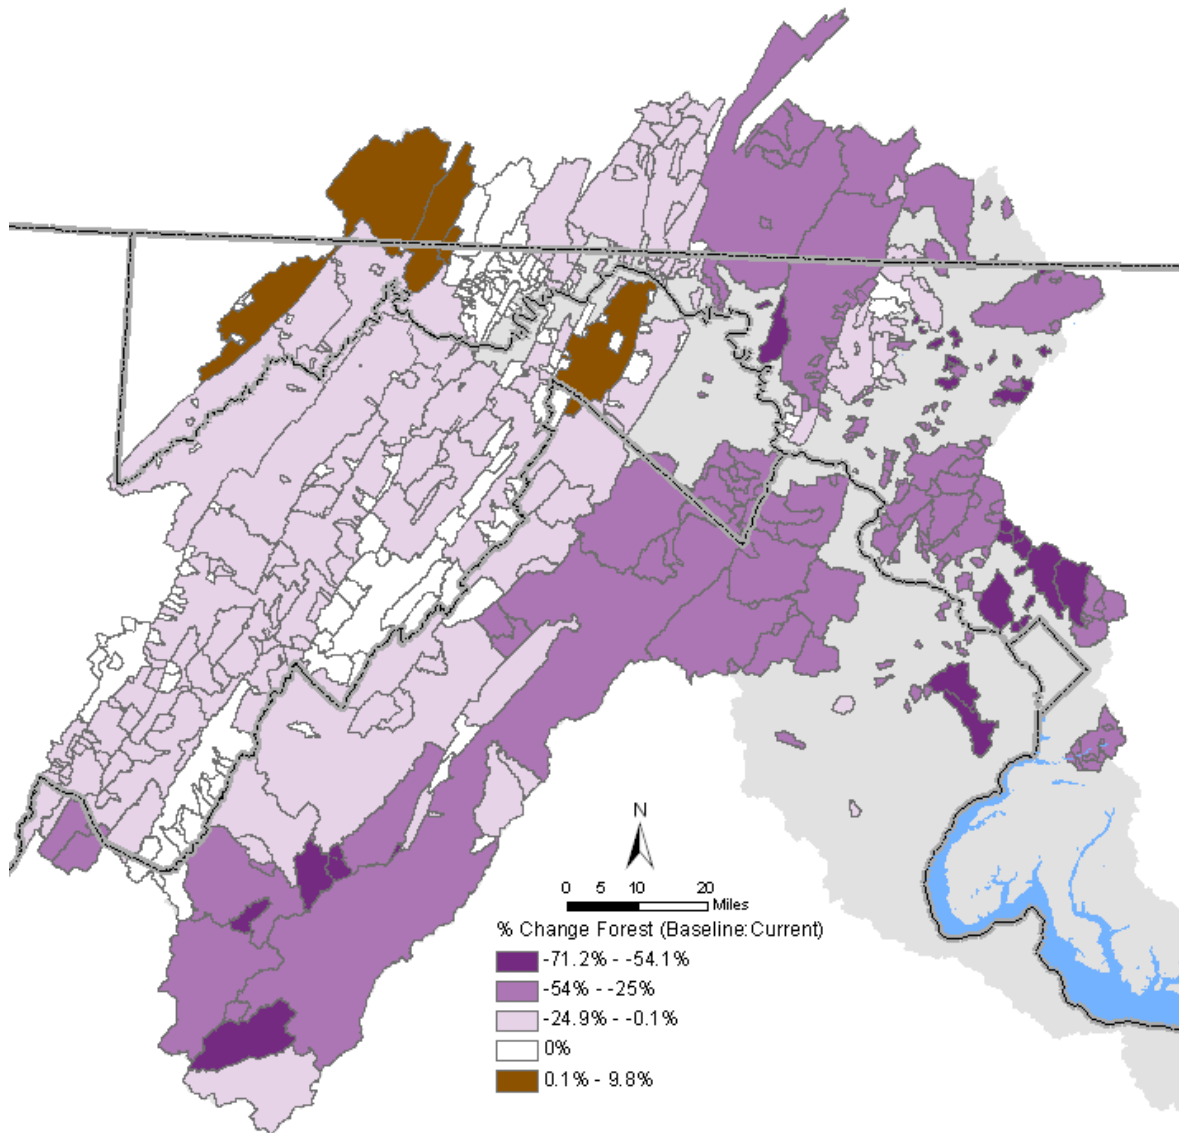 N
0 5 10 20
Miles
% Change Forest (Baseline:Current)
-71.2% - -54.1%
-54% - -25%
-24.9% - -0.1%
0%
0.1% - 9.8%